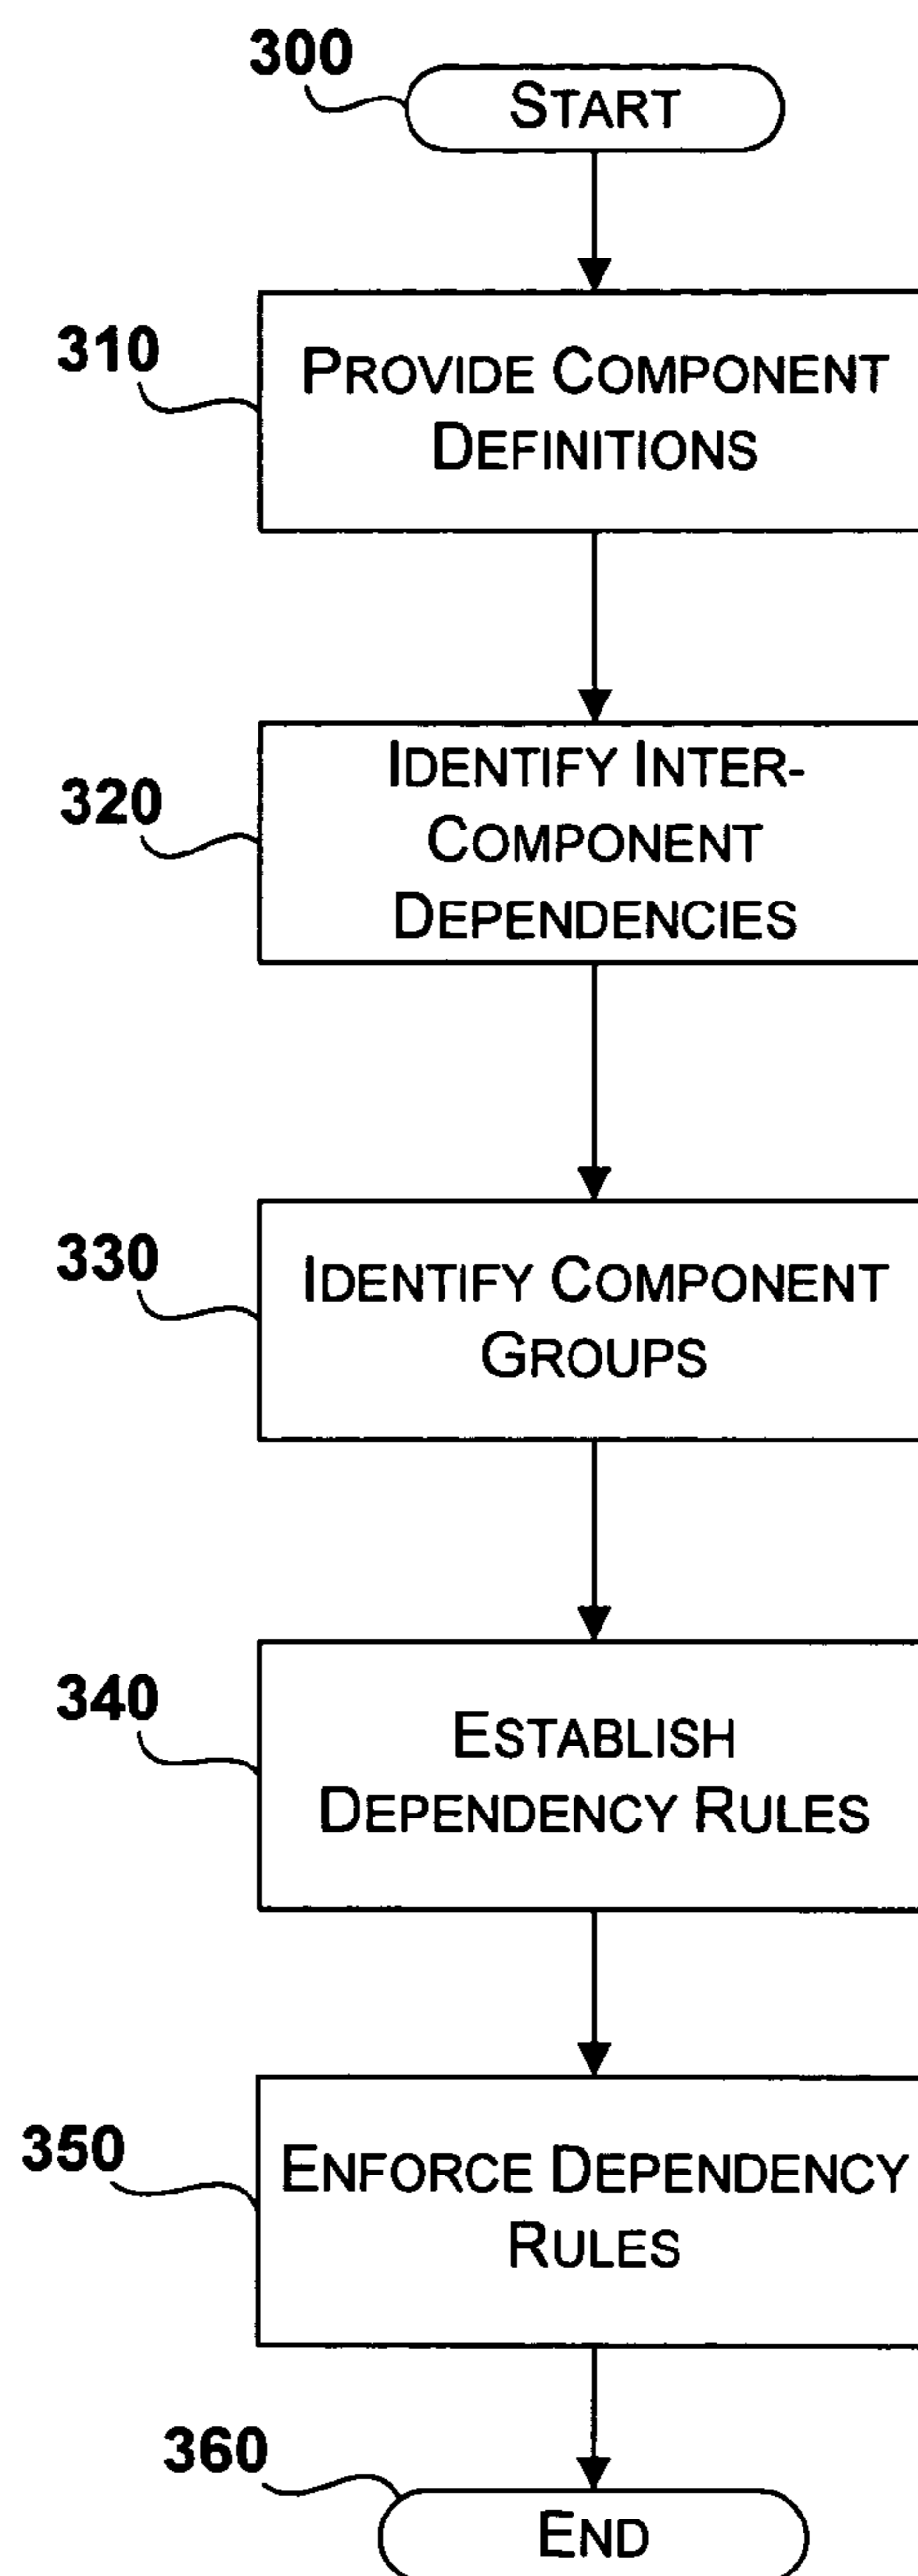 300
START
310
PROVIDE COMPONENT
DEFINITIONS
320
IDENTIFY INTER-
COMPONENT
DEPENDENCIES
330
IDENTIFY COMPONENT
GROUPS
340
ESTABLISH
DEPENDENCY RULES
350
ENFORCE DEPENDENCY
RULES
360
END